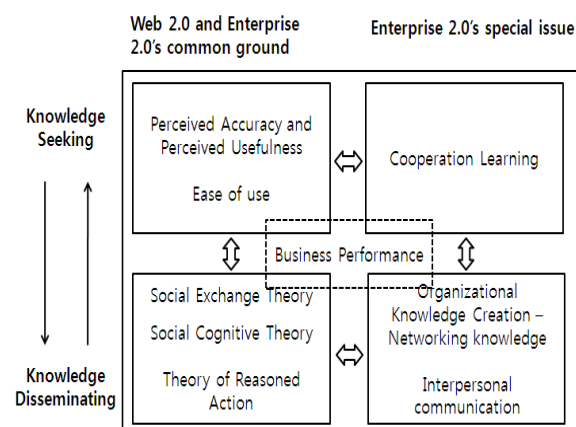 Web 2.0 and Enterprise
2.0's common ground
Enterprise 2.0's special issue
Knowledge
Seeking
Perceived Accuracy and
Perceived Usefulness
Ease of use
Cooperation Learning
Business Performance
Social Exchange Theory
Social Cognitive Theory
Theory of Reasoned
Action
Organizational
Knowledge Creation –
Networking knowledge
Interpersonal
communication
Knowledge
Disseminating